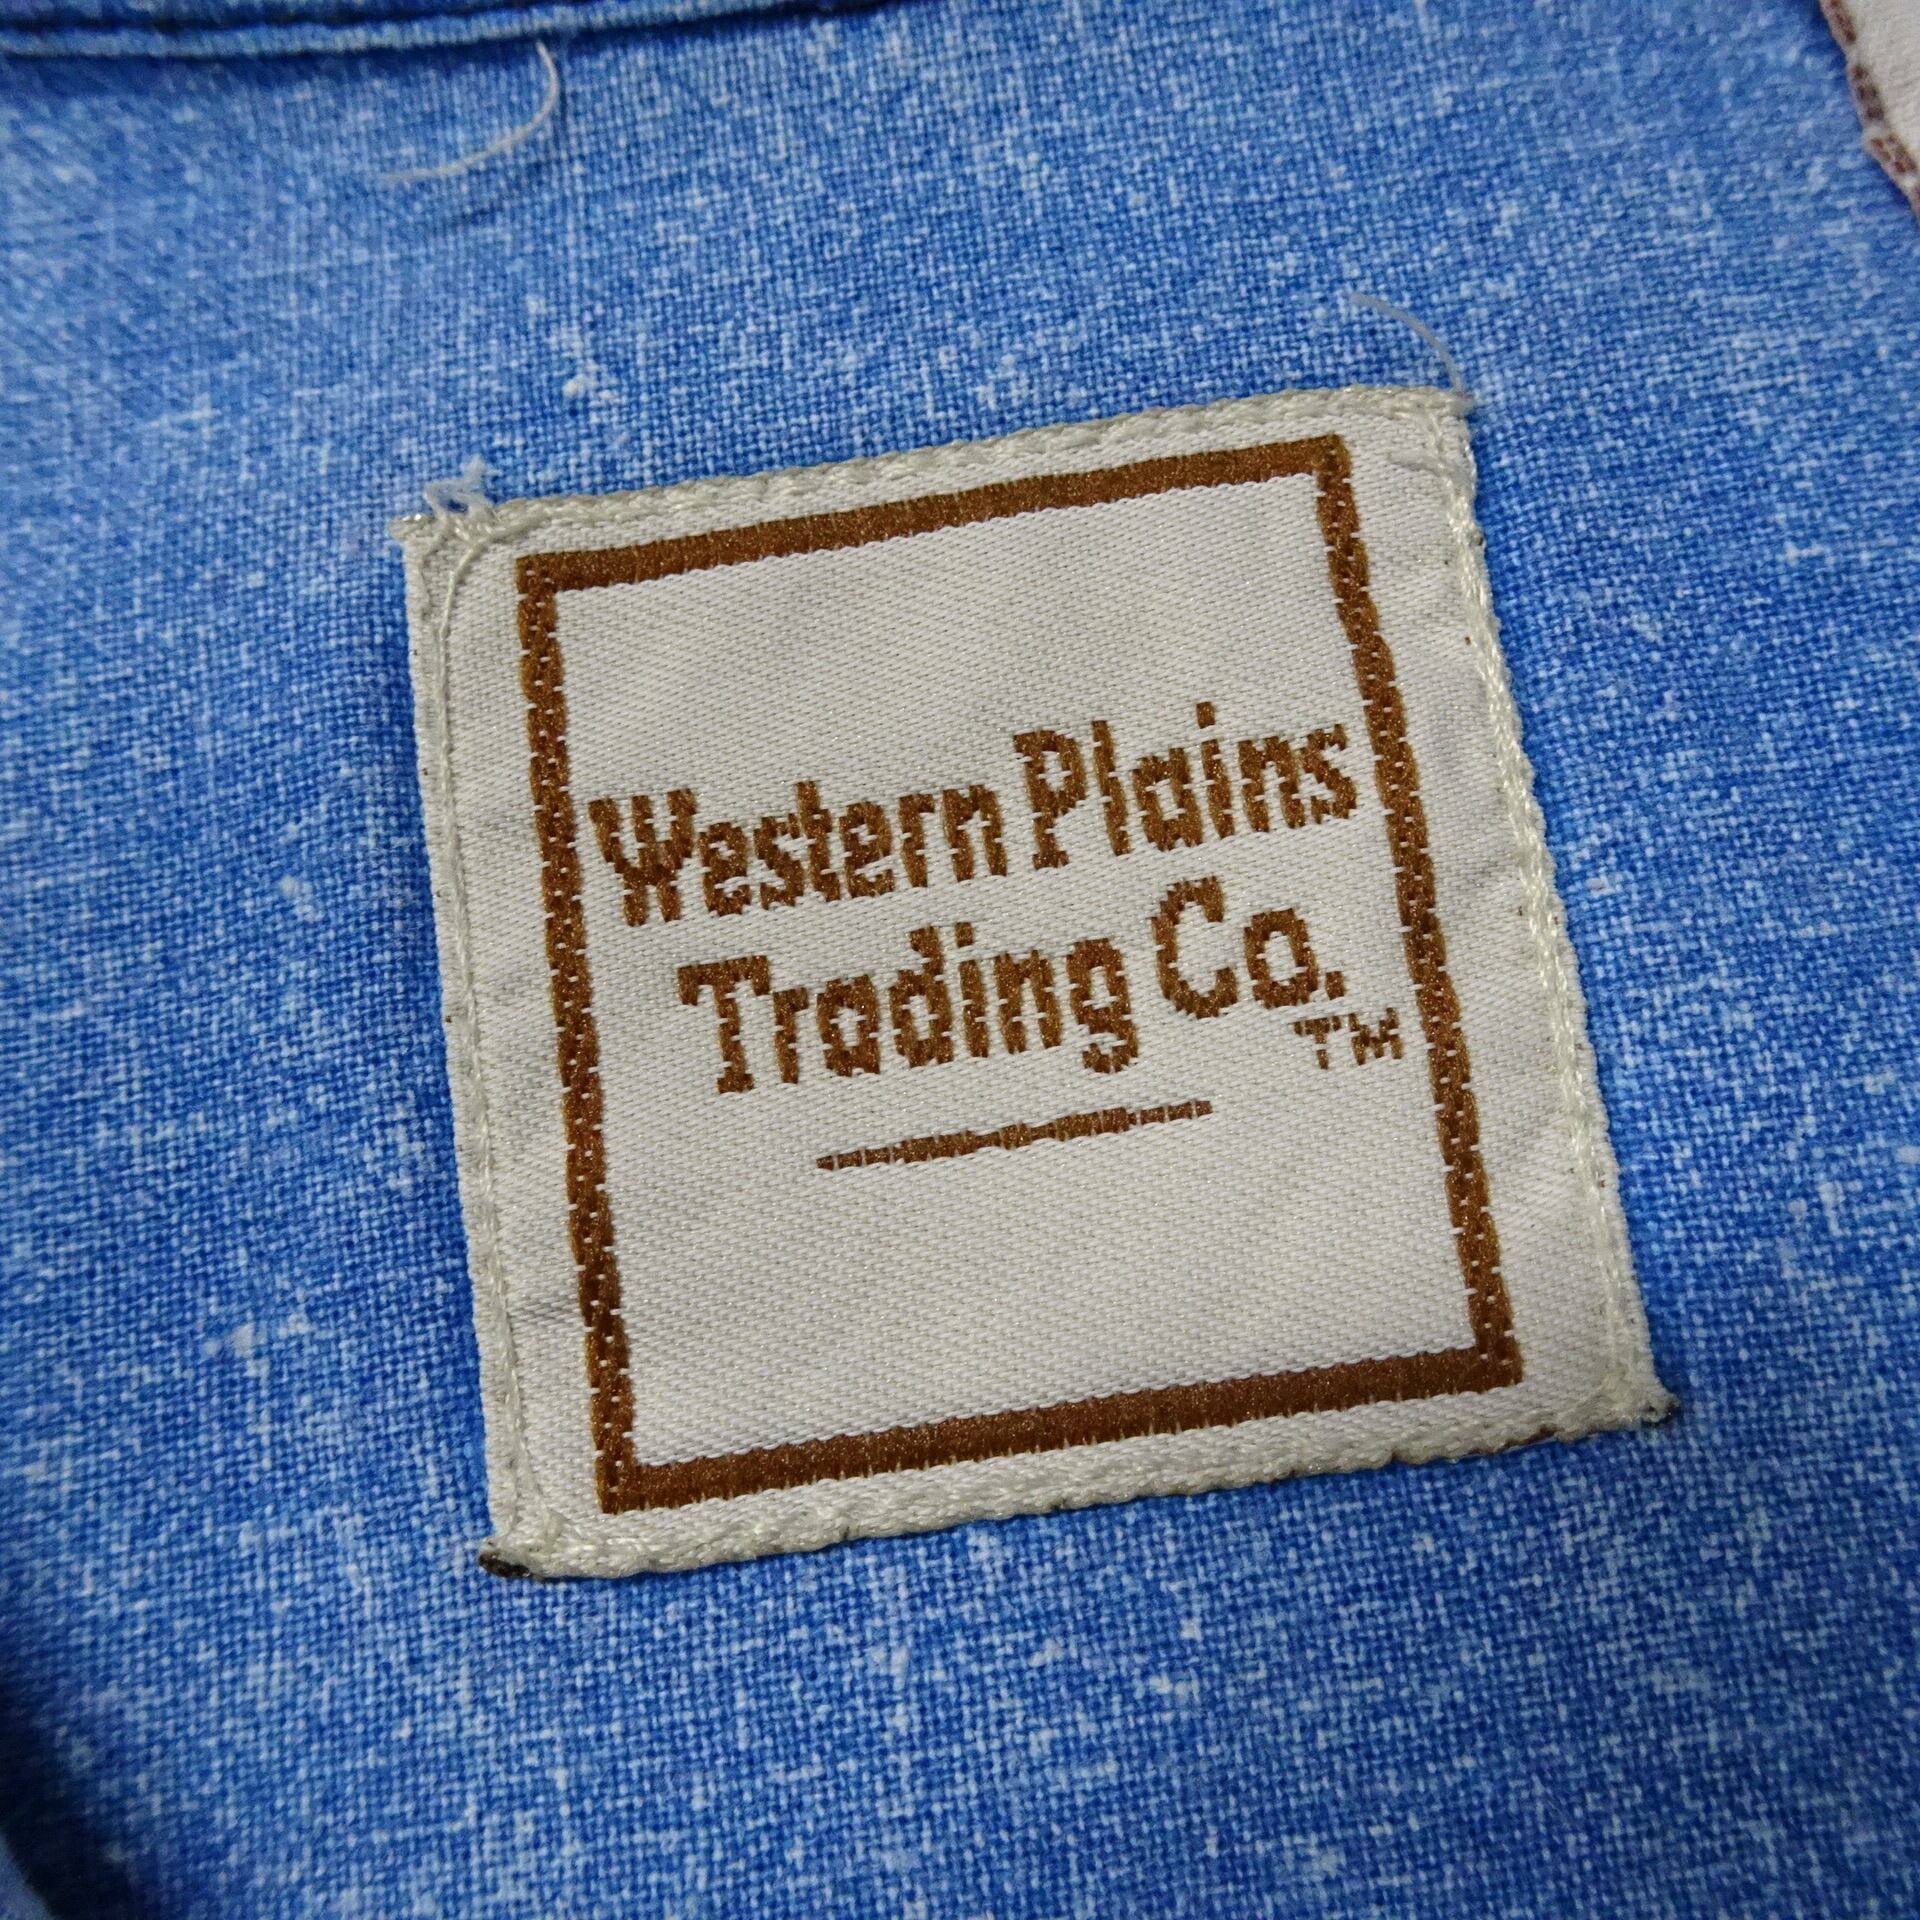 Western Plains
Trading Co.
TM